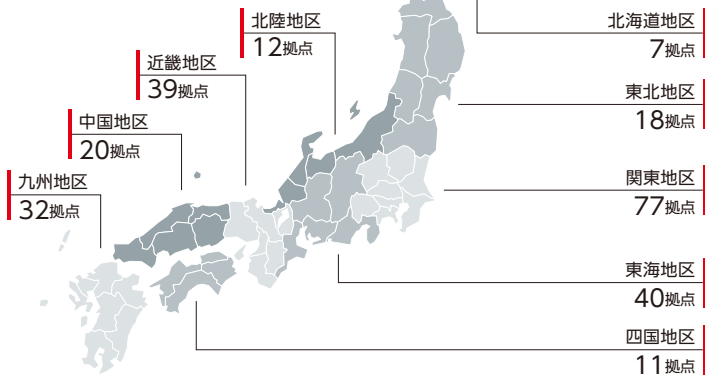 北陸地区
12拠点
近畿地区
39拠点
中国地区
20拠点
九州地区
32拠点
北海道地区
7拠点
東北地区
18拠点
関東地区
77拠点
東海地区
40拠点
四国地区
11拠点